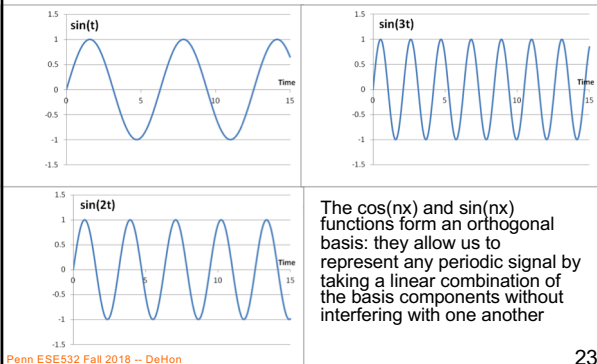 sin(t)
1.5
1
0.5
0
-0.5
-1
-1.5
0
5
10
15
Time
sin(3t)
1.5
1
0.5
0
-0.5
-1
-1.5
0
5
10
15
Time
sin(2t)
1.5
1
0.5
0
-0.5
-1
-1.5
0
5
10
15
Time
The cos(nx) and sin(nx)
functions form an orthogonal
basis: they allow us to
represent any periodic signal by
taking a linear combination of
the basis components without
interfering with one another
Penn ESE532 Fall 2018 -- DeHon
23